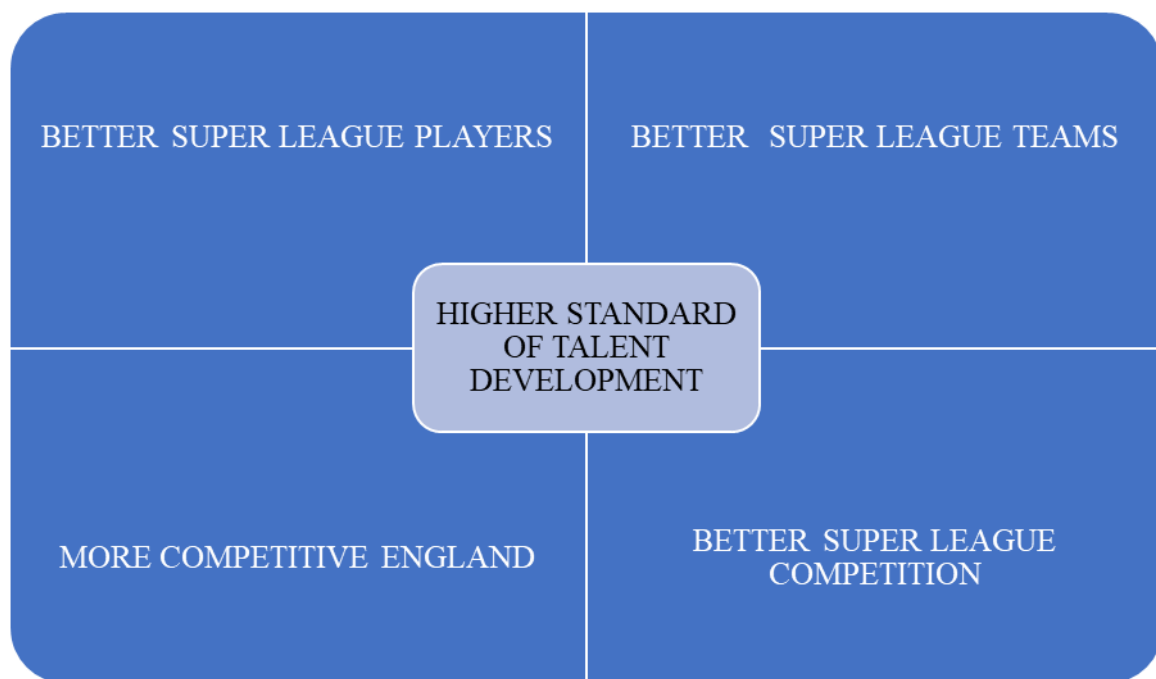 BETTER SUPER LEAGUE PLAYERS
BETTER SUPER LEAGUE TEAMS
HIGHER STANDARD
OF TALENT
DEVELOPMENT
MORE COMPETITIVE ENGLAND
BETTER SUPER LEAGUE
COMPETITION